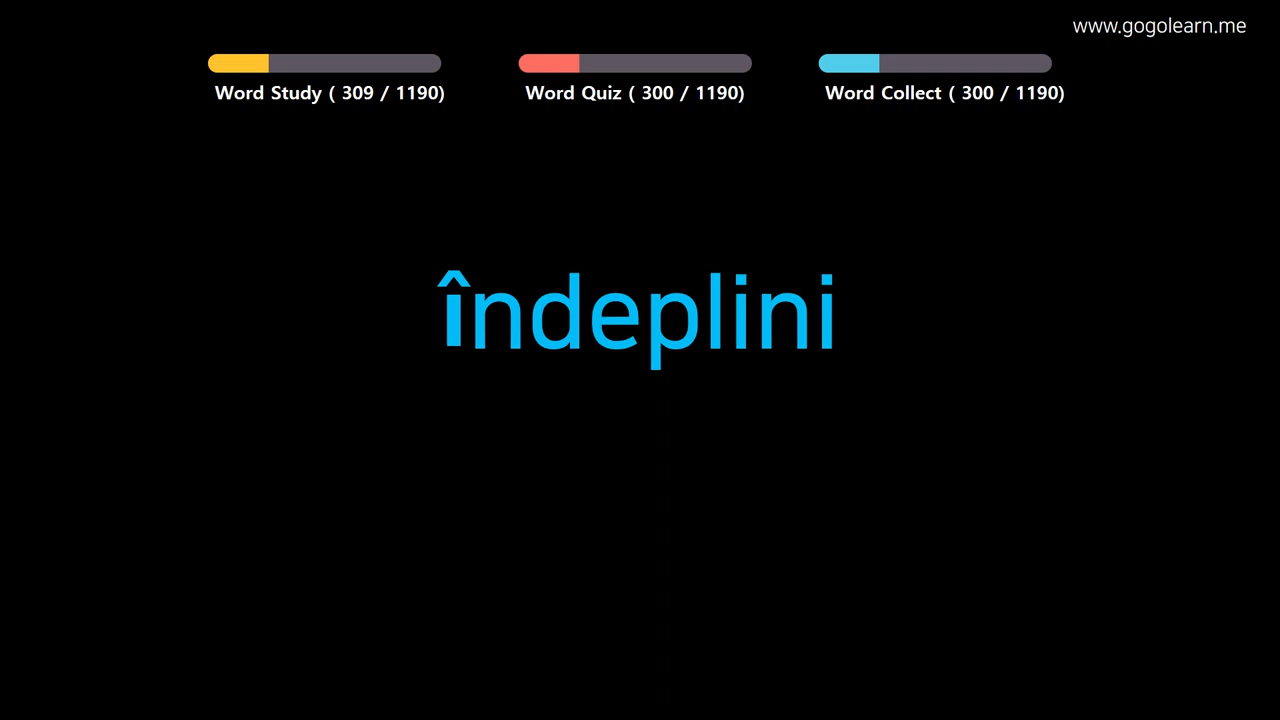 www.gogolearn.me
Word Study ( 309 / 1190)
Word Quiz ( 300 / 1190)
Word Collect ( 300 / 1190)
îndeplini